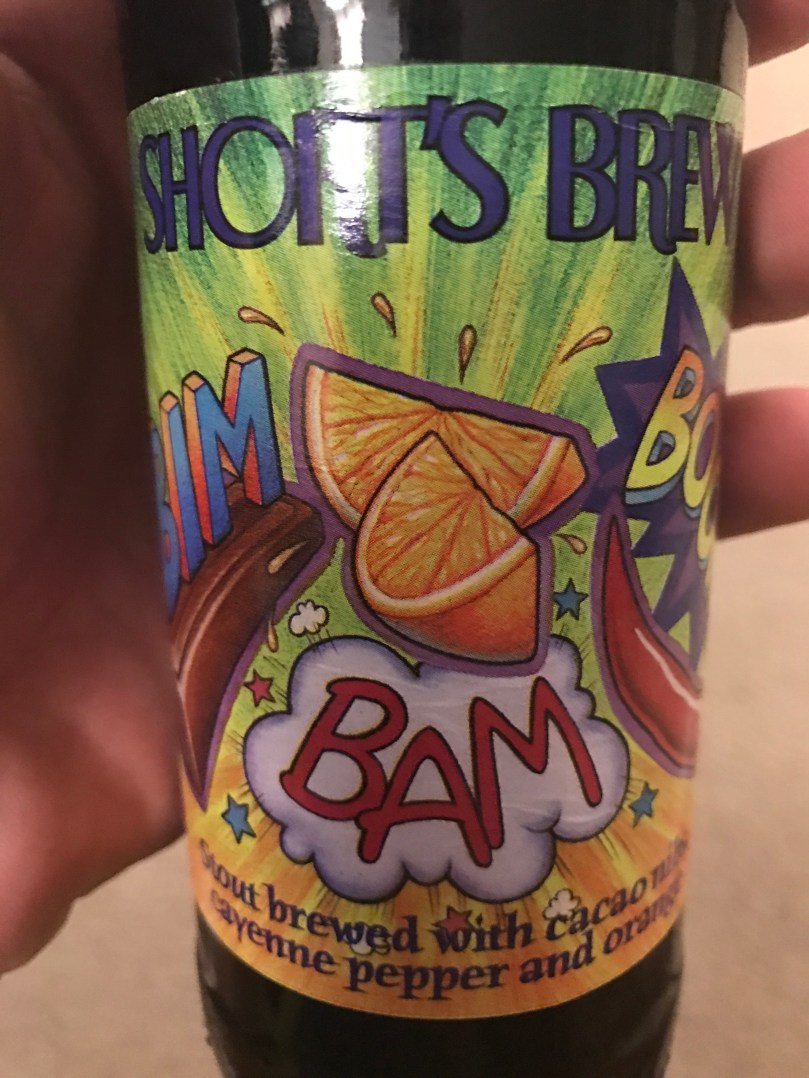 SHORT'S BREW
BIM
BAM
Stout brewed with cacao nibs
cayenne pepper and orange